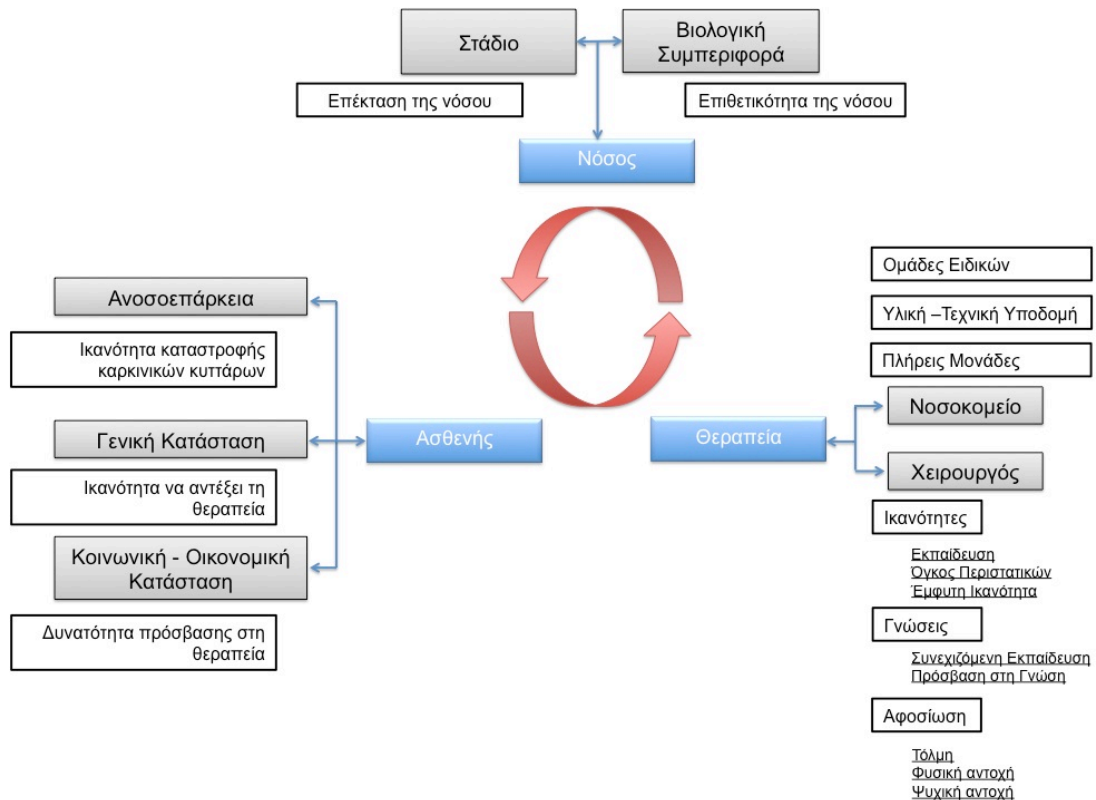 Στάδιο
Βιολογική
Συμπεριφορά
Επέκταση της νόσου
Επιθετικότητα της νόσου
Νόσος
Ανοσοεπάρκεια
Ικανότητα καταστροφής
καρκινικών κυττάρων
Γενική Κατάσταση
Ικανότητα να αντέξει τη
θεραπεία
Κοινωνική - Οικονομική
Κατάσταση
Δυνατότητα πρόσβασης στη
θεραπεία
Ασθενής
Θεραπεία
Ομάδες Ειδικών
Υλική –Τεχνική Υποδομή
Πλήρεις Μονάδες
Νοσοκομείο
Χειρουργός
Ικανότητες
Εκπαίδευση
Όγκος Περιστατικών
Έμφυτη Ικανότητα
Γνώσεις
Συνεχιζόμενη Εκπαίδευση
Πρόσβαση στη Γνώση
Αφοσίωση
Τόλμη
Φυσική αντοχή
Ψυχική αντοχή